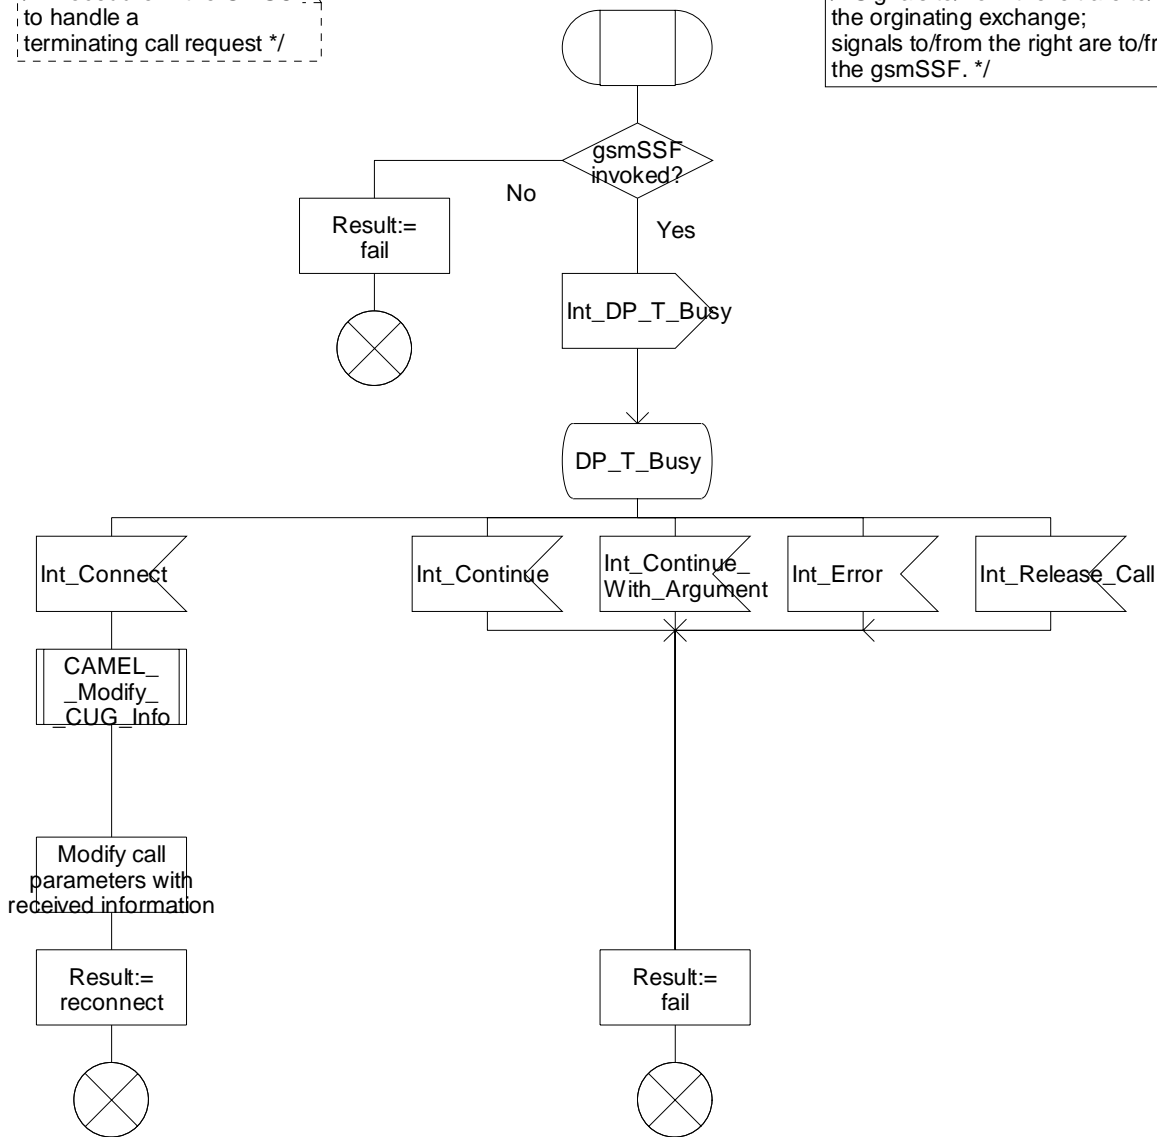 to handle a
terminating call request */
the orginating exchange;
signals to/from the right are to/fr
the gsmSSF. */
gsmSSF
invoked?
No
Yes
Result:=
fail
Int_DP_T_Busy
DP_T_Busy
Int_Connect
Int_Continue
Int_Continue_
With_Argument
Int_Error
Int_Release_Call
CAMEL_
_Modify_
_CUG_Info
Modify call
parameters with
received information
Result:=
reconnect
Result:=
fail